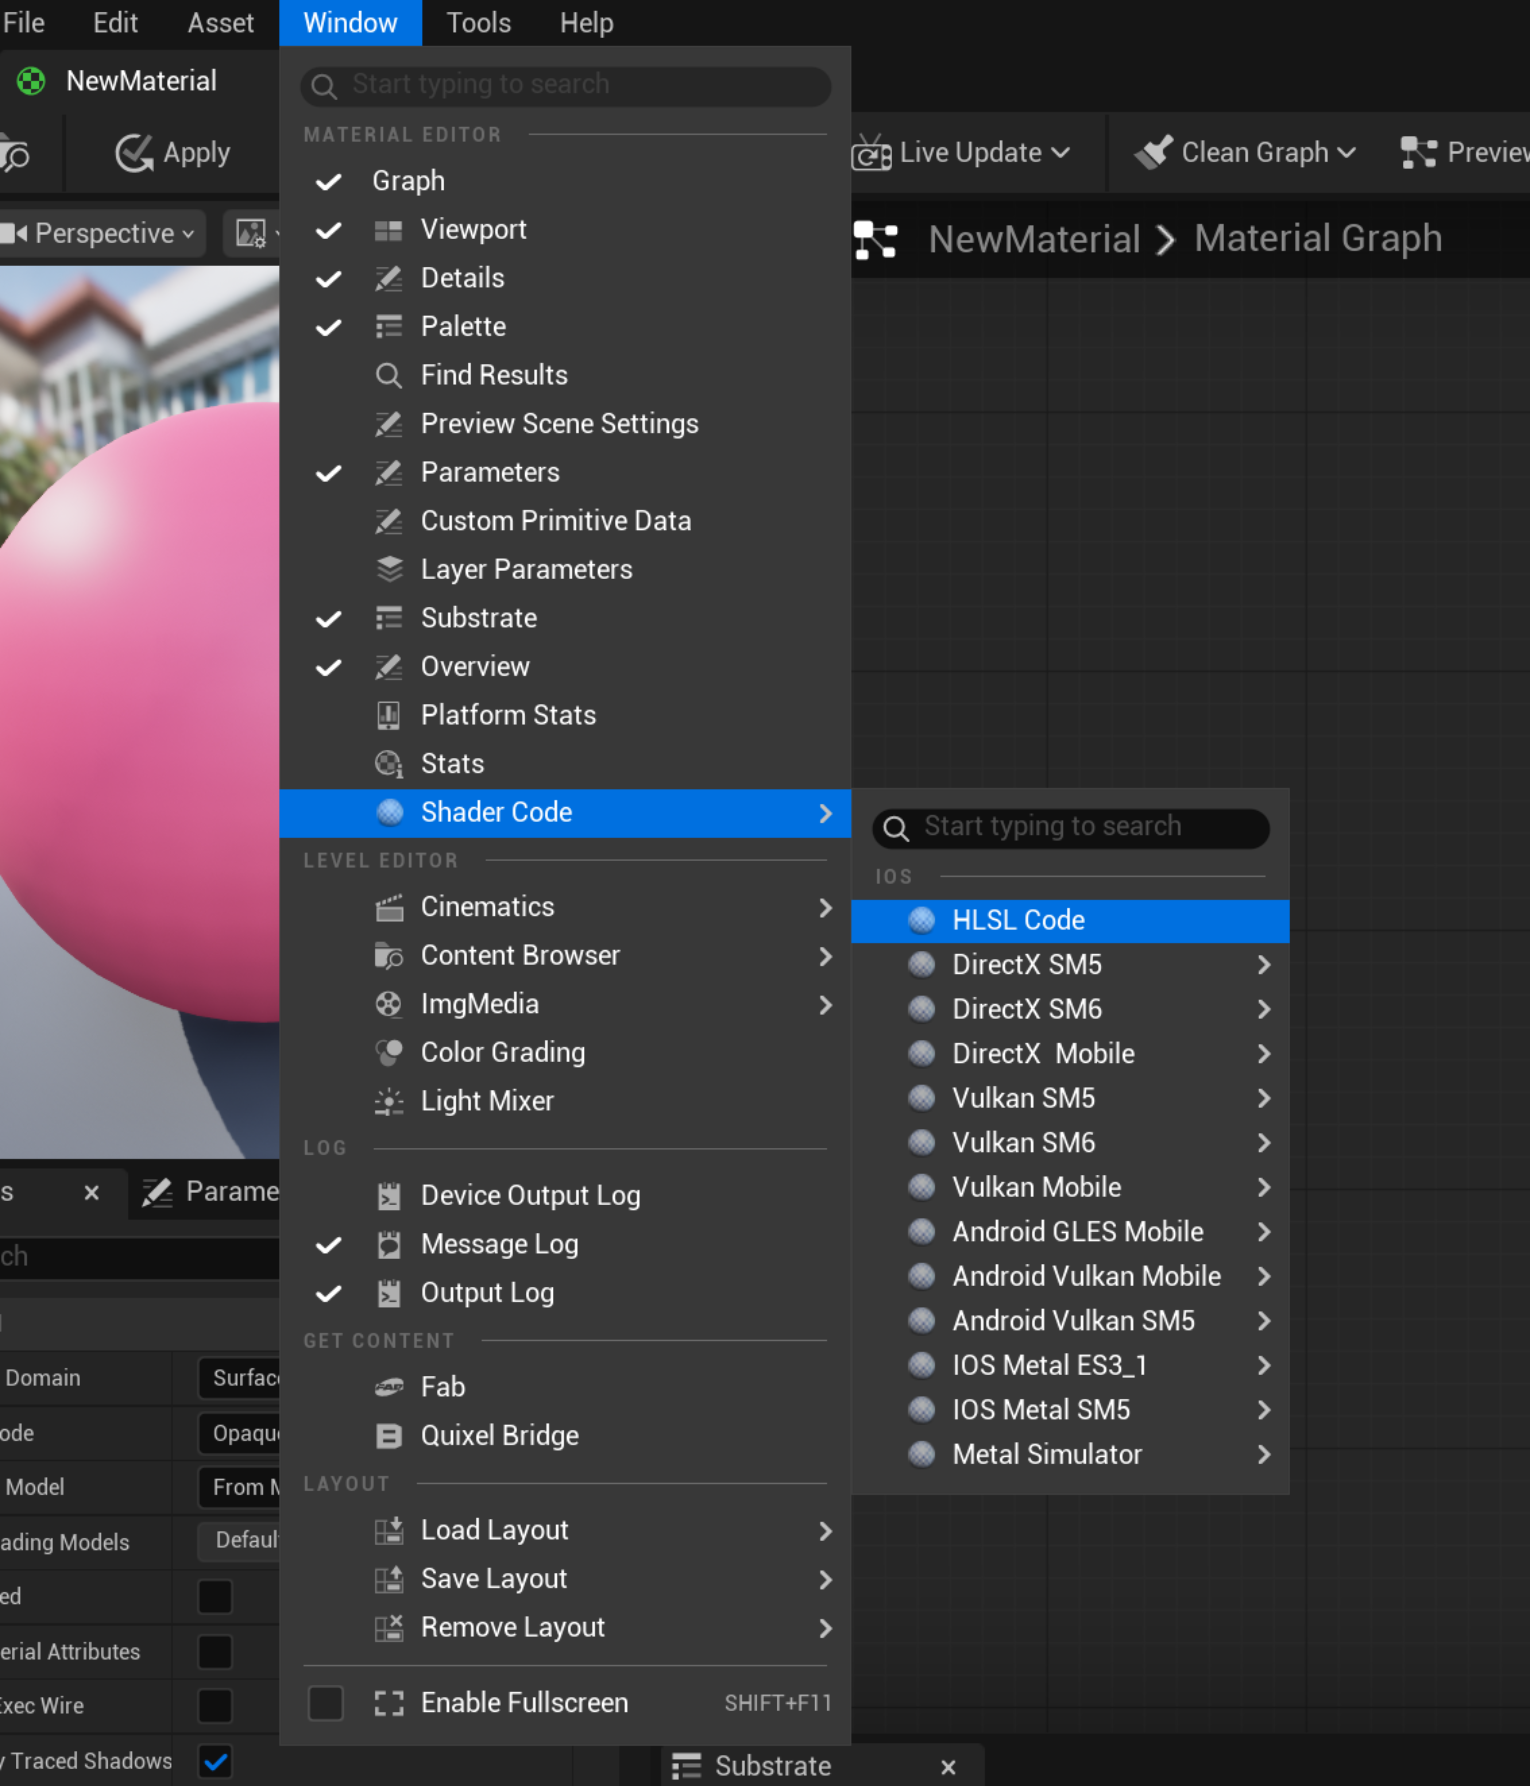 File Edit Asset Window Tools Help
NewMaterial
Start typing to search
MATERIAL EDITOR
Apply
Live Update
Clean Graph
Perspective
NewMaterial > Material Graph
Graph
Viewport
Details
Palette
Find Results
Preview Scene Settings
Parameters
Custom Primitive Data
Layer Parameters
Substrate
Overview
Platform Stats
Stats
Shader Code
LEVEL EDITOR
Cinematics
Content Browser
ImgMedia
Color Grading
Light Mixer
LOG
Device Output Log
Message Log
Output Log
GET CONTENT
Fab
Quixel Bridge
LAYOUT
Load Layout
Save Layout
Remove Layout
Enable Fullscreen SHIFT+F11
Start typing to search
IOS
HLSL Code
DirectX SM5
DirectX SM6
DirectX  Mobile
Vulkan SM5
Vulkan SM6
Vulkan Mobile
Android GLES Mobile
Android Vulkan Mobile
Android Vulkan SM5
IOS Metal ES3_1
IOS Metal SM5
Metal Simulator
s
Parame
ch
Domain Surfac
ode Opaqu
Model From M
ading Models Defaul
ed
erial Attributes
Exec Wire
y Traced Shadows
Substrate